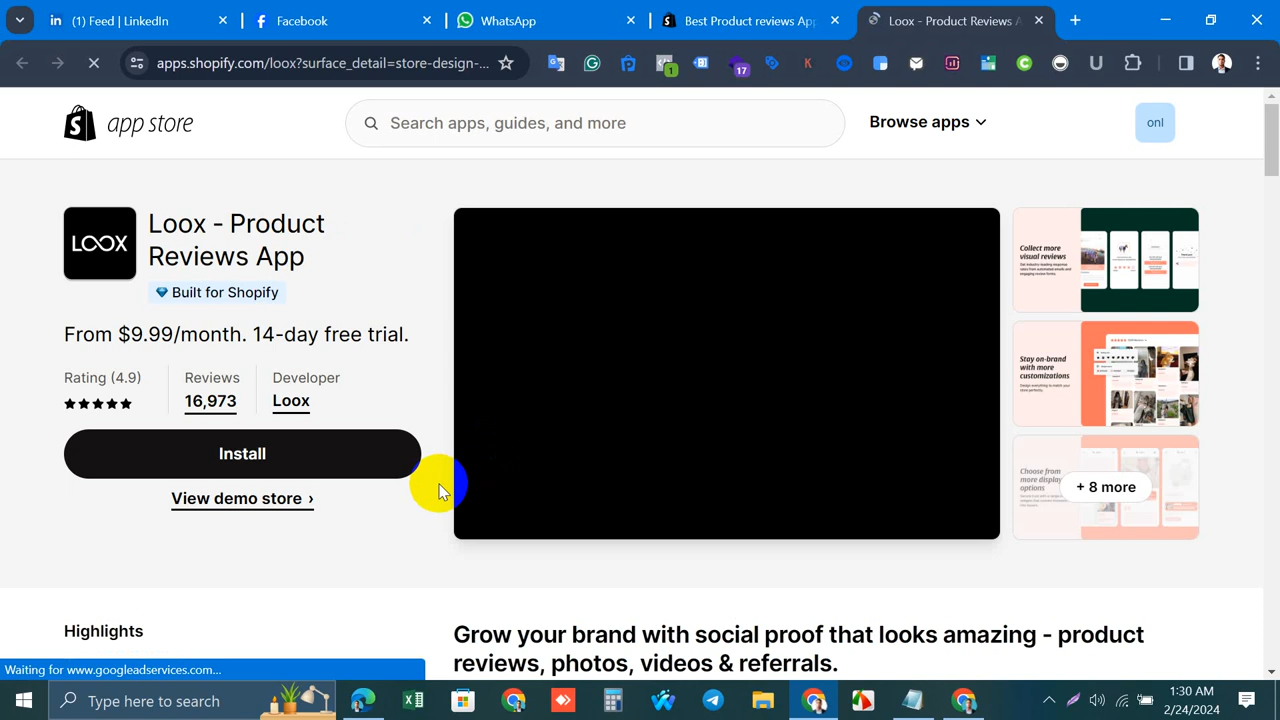 (1) Feed | LinkedIn
Facebook
WhatsApp
Best Product reviews App
Loox - Product Reviews A
apps.shopify.com/loox?surface_detail=store-design-...
1
17
app store
Search apps, guides, and more
Browse apps
onl
LOOX
Loox - Product
Reviews App
Built for Shopify
From $9.99/month. 14-day free trial.
Rating (4.9)
Reviews
Developer
16,973
Loox
Install
View demo store ›
Collect more
visual reviews
Stay on-brand
with more
customizations
Choose from
more display
options
+ 8 more
Highlights
Grow your brand with social proof that looks amazing - product
reviews, photos, videos & referrals.
Waiting for www.googleadservices.com...
Type here to search
1:30 AM
2/24/2024